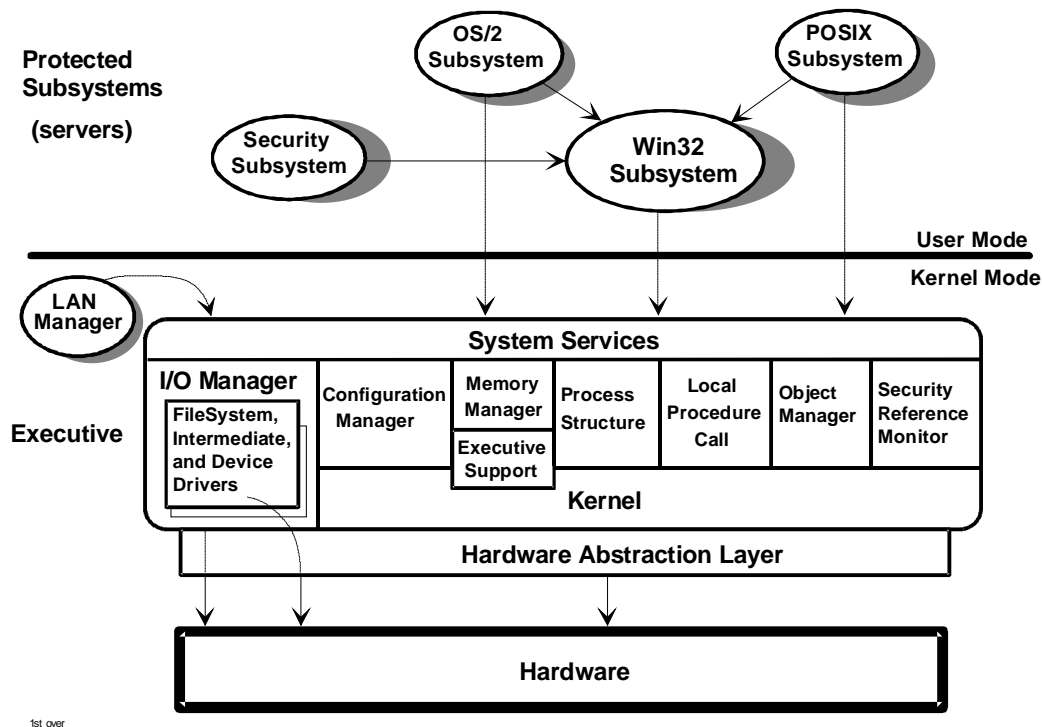 OS/2
Subsystem
POSIX
Subsystem
Protected
Subsystems
(servers)
Security
Subsystem
Win32
Subsystem
User Mode
Kernel Mode
LAN
Manager
System Services
I/O Manager
FileSystem,
Intermediate,
and Device
Drivers
Configuration
Manager
Memory
Manager
Executive
Support
Process
Structure
Local
Procedure
Call
Object
Manager
Security
Reference
Monitor
Executive
Kernel
Hardware Abstraction Layer
Hardware
1st over